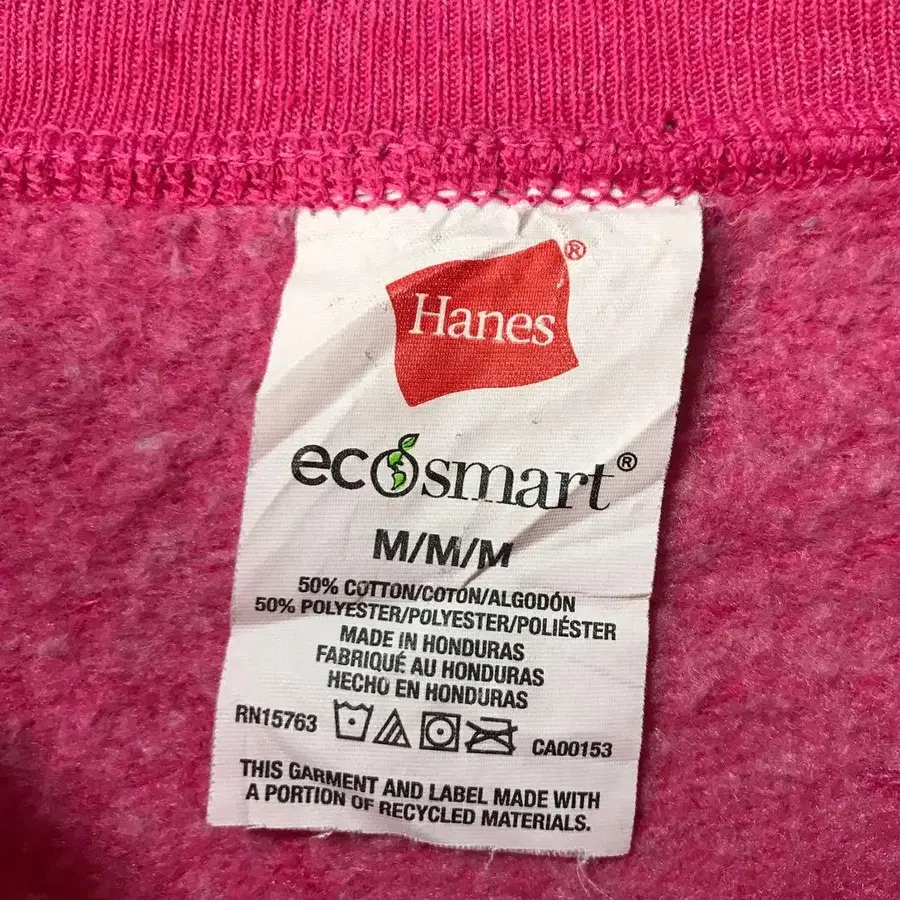 Hanes®
ecosmart®
M/M/M
50% COTTON/COTON/ALGODÓN
50% POLYESTER/POLYESTER/POLIÉSTER
MADE IN HONDURAS
FABRIQUÉ AU HONDURAS
HECHO EN HONDURAS
RN15763 CA00153
THIS GARMENT AND LABEL MADE WITH
A PORTION OF RECYCLED MATERIALS.